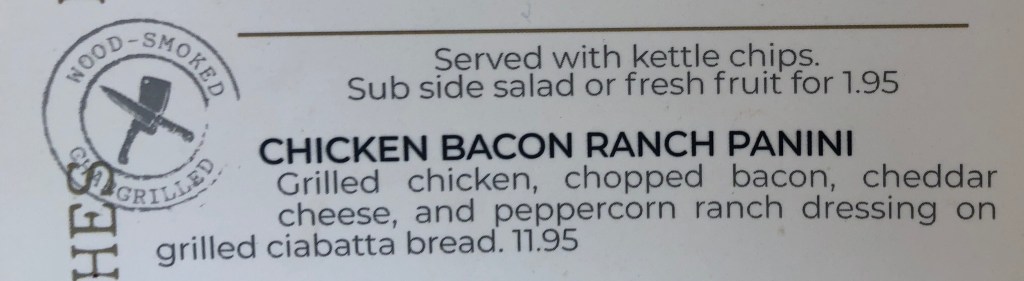 WOOD-SMOKED
GRILLED
HES
Served with kettle chips.
Sub side salad or fresh fruit for 1.95
CHICKEN BACON RANCH PANINI
Grilled chicken, chopped bacon, cheddar
cheese, and peppercorn ranch dressing on
grilled ciabatta bread. 11.95